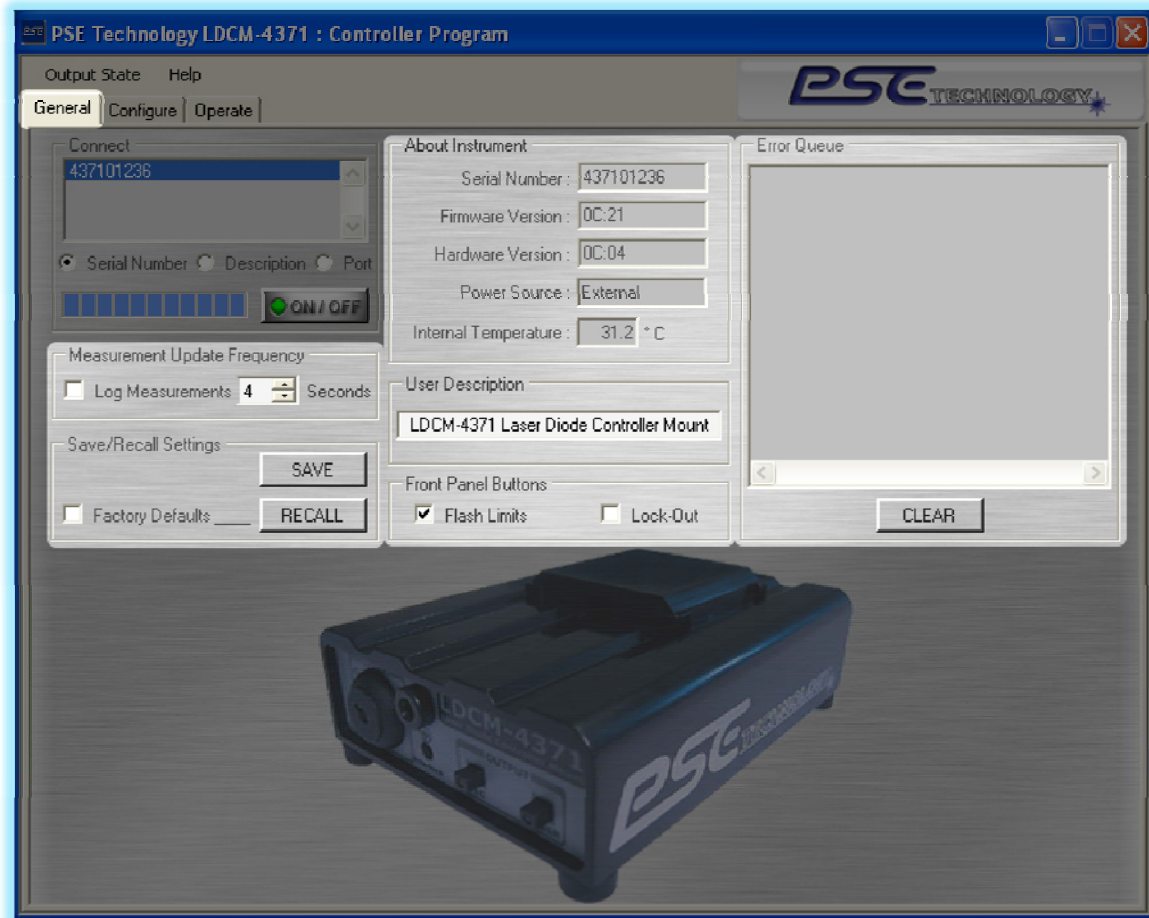 PSE Technology LDCM-4371 : Controller Program
Output State Help
PSE TECHNOLOGY
General Configure Operate
Connect
437101236
Serial Number Description Port
ON / OFF
Measurement Update Frequency
Log Measurements 4 Seconds
Save/Recall Settings
SAVE
Factory Defaults ____ RECALL
About Instrument
Serial Number : 437101236
Firmware Version : 0C:21
Hardware Version : 0C:04
Power Source : External
Internal Temperature : 31.2 ° C
User Description
LDCM-4371 Laser Diode Controller Mount
Front Panel Buttons
Flash Limits Lock-Out
Error Queue
CLEAR
LDCM-4371
OUTPUT
PSE TECHNOLOGY